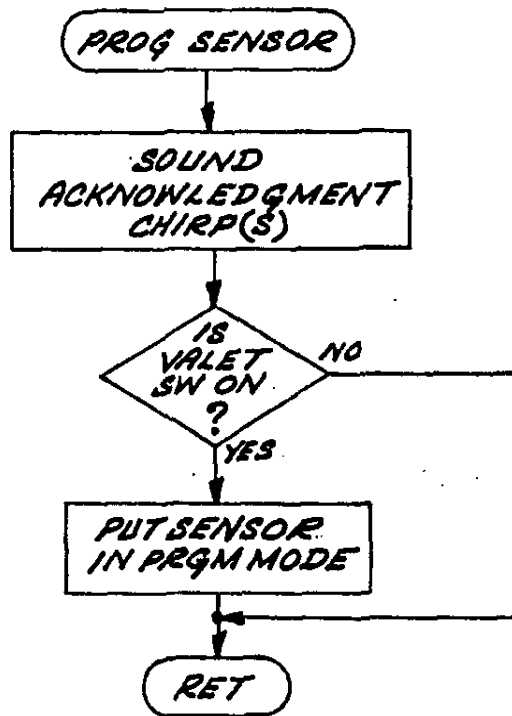 PROG SENSOR
SOUND
ACKNOWLEDGMENT
CHIRP(S)
IS
VALET
SW ON
?
NO
YES
PUT SENSOR
IN PRGM MODE
RET